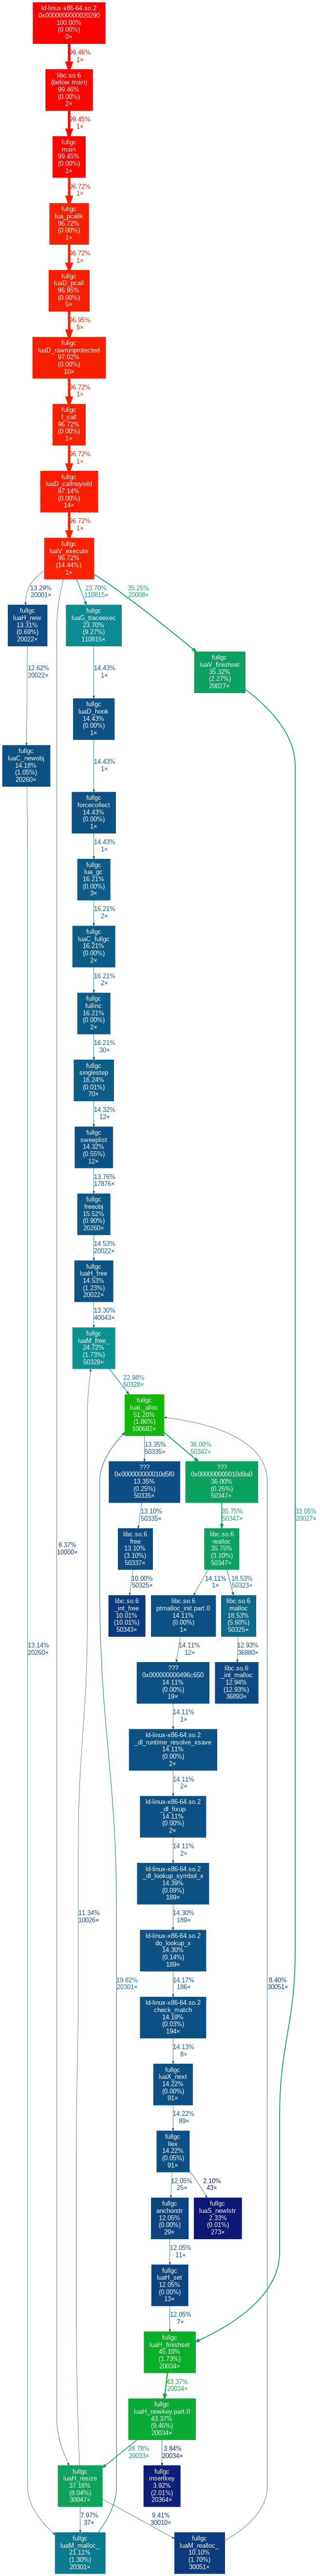 ld-linux-x86-64.so.2
0x0000000000020290
100.00%
(0.00%)
0×
99.46%
1×
libc.so.6
(below main)
99.46%
(0.00%)
2×
99.45%
1×
fullgc
main
99.45%
(0.00%)
1×
96.72%
1×
fullgc
lua_pcallk
96.72%
(0.00%)
1×
96.72%
1×
fullgc
luaD_pcall
96.95%
(0.00%)
5×
96.95%
5×
fullgc
luaD_rawrunprotected
97.02%
(0.00%)
10×
96.72%
1×
fullgc
f_call
96.72%
(0.00%)
1×
96.72%
1×
fullgc
luaD_callnoyield
97.14%
(0.00%)
14×
96.72%
1×
fullgc
luaV_execute
96.72%
(14.44%)
1×
13.29%
20001×
23.70%
110815×
35.25%
20008×
fullgc
luaH_new
13.31%
(0.69%)
20022×
fullgc
luaG_traceexec
23.70%
(9.27%)
110815×
fullgc
luaV_finishset
35.32%
(2.27%)
20027×
12.62%
20022×
14.43%
1×
fullgc
luaD_hook
14.43%
(0.00%)
1×
fullgc
luaC_newobj
14.18%
(1.05%)
20260×
14.43%
1×
fullgc
forcecollect
14.43%
(0.00%)
1×
14.43%
1×
fullgc
lua_gc
16.21%
(0.00%)
3×
16.21%
2×
fullgc
luaC_fullgc
16.21%
(0.00%)
2×
16.21%
2×
fullgc
fullinc
16.21%
(0.00%)
2×
16.21%
30×
fullgc
singlestep
16.24%
(0.01%)
70×
14.32%
12×
fullgc
sweeplist
14.32%
(0.55%)
12×
13.76%
17876×
fullgc
freeobj
15.52%
(0.90%)
20260×
14.53%
20022×
fullgc
luaH_free
14.53%
(1.23%)
20022×
13.30%
40043×
fullgc
luaM_free_
24.72%
(1.73%)
50328×
22.98%
50328×
fullgc
luaL_alloc
51.20%
(1.86%)
100682×
13.35%
50335×
36.00%
50347×
???
0x000000000010d5f0
13.35%
(0.25%)
50335×
???
0x000000000010d9a0
36.00%
(0.25%)
50347×
33.05%
20027×
8.37%
10000×
13.10%
50335×
35.75%
50347×
libc.so.6
free
13.10%
(3.10%)
50337×
libc.so.6
realloc
35.75%
(3.10%)
50347×
13.14%
20260×
10.00%
50325×
14.11%
1×
18.53%
50323×
libc.so.6
_int_free
10.01%
(10.01%)
50343×
libc.so.6
ptmalloc_init.part.0
14.11%
(0.00%)
1×
libc.so.6
malloc
18.53%
(5.60%)
50325×
14.11%
12×
12.93%
36880×
???
0x000000000496c650
14.11%
(0.00%)
19×
libc.so.6
_int_malloc
12.94%
(12.93%)
36893×
14.11%
1×
ld-linux-x86-64.so.2
_dl_runtime_resolve_xsave
14.11%
(0.00%)
2×
14.11%
2×
ld-linux-x86-64.so.2
_dl_fixup
14.11%
(0.00%)
2×
14.11%
2×
ld-linux-x86-64.so.2
_dl_lookup_symbol_x
14.39%
(0.09%)
189×
11.34%
10026×
14.30%
189×
ld-linux-x86-64.so.2
do_lookup_x
14.30%
(0.14%)
189×
19.82%
20301×
14.17%
186×
8.40%
30051×
ld-linux-x86-64.so.2
check_match
14.19%
(0.03%)
194×
14.13%
8×
fullgc
luaX_next
14.22%
(0.00%)
91×
14.22%
89×
fullgc
llex
14.22%
(0.05%)
91×
12.05%
25×
2.10%
43×
fullgc
anchorstr
12.05%
(0.00%)
29×
fullgc
luaS_newlstr
2.33%
(0.01%)
273×
12.05%
11×
fullgc
luaH_set
12.05%
(0.00%)
13×
12.05%
7×
fullgc
luaH_finishset
45.10%
(1.73%)
20034×
43.37%
20034×
fullgc
luaH_newkey.part.0
43.37%
(9.46%)
20034×
28.78%
20033×
3.84%
20034×
fullgc
luaH_resize
37.16%
(8.04%)
30047×
fullgc
insertkey
3.92%
(2.01%)
20364×
7.97%
37×
9.41%
30010×
fullgc
luaM_malloc_
21.11%
(1.30%)
20301×
fullgc
luaM_realloc_
10.10%
(1.70%)
30051×